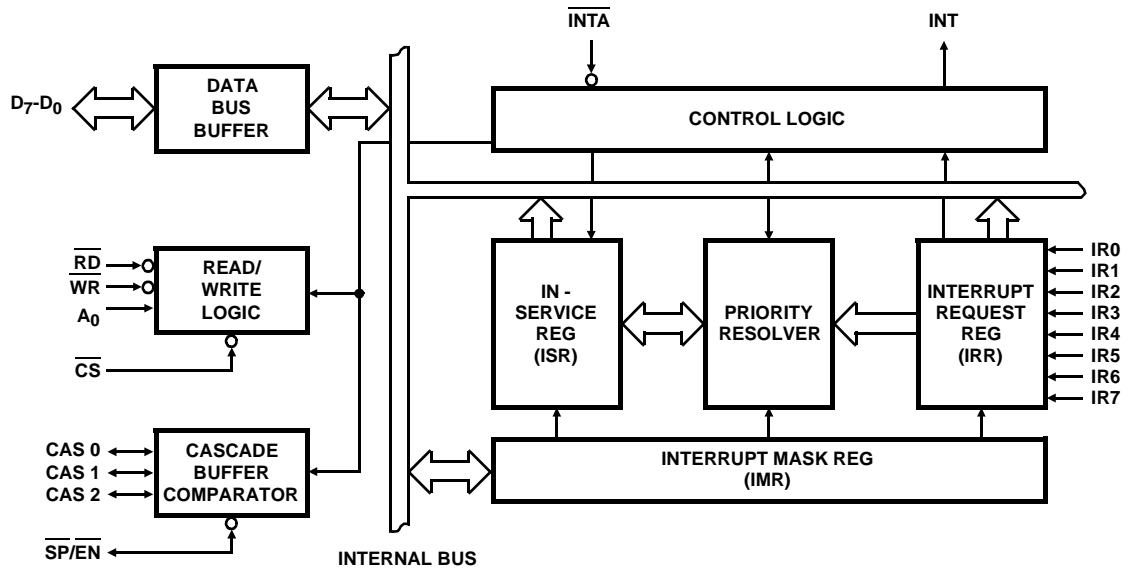 INTA
INT
D7-D0
DATA
BUS
BUFFER
CONTROL LOGIC
RD
WR
A0
CS
READ/
WRITE
LOGIC
IN -
SERVICE
REG
(ISR)
PRIORITY
RESOLVER
INTERRUPT
REQUEST
REG
(IRR)
IR0
IR1
IR2
IR3
IR4
IR5
IR6
IR7
CAS 0
CAS 1
CAS 2
CASCADE
BUFFER
COMPARATOR
INTERRUPT MASK REG
(IMR)
SP/EN
INTERNAL BUS